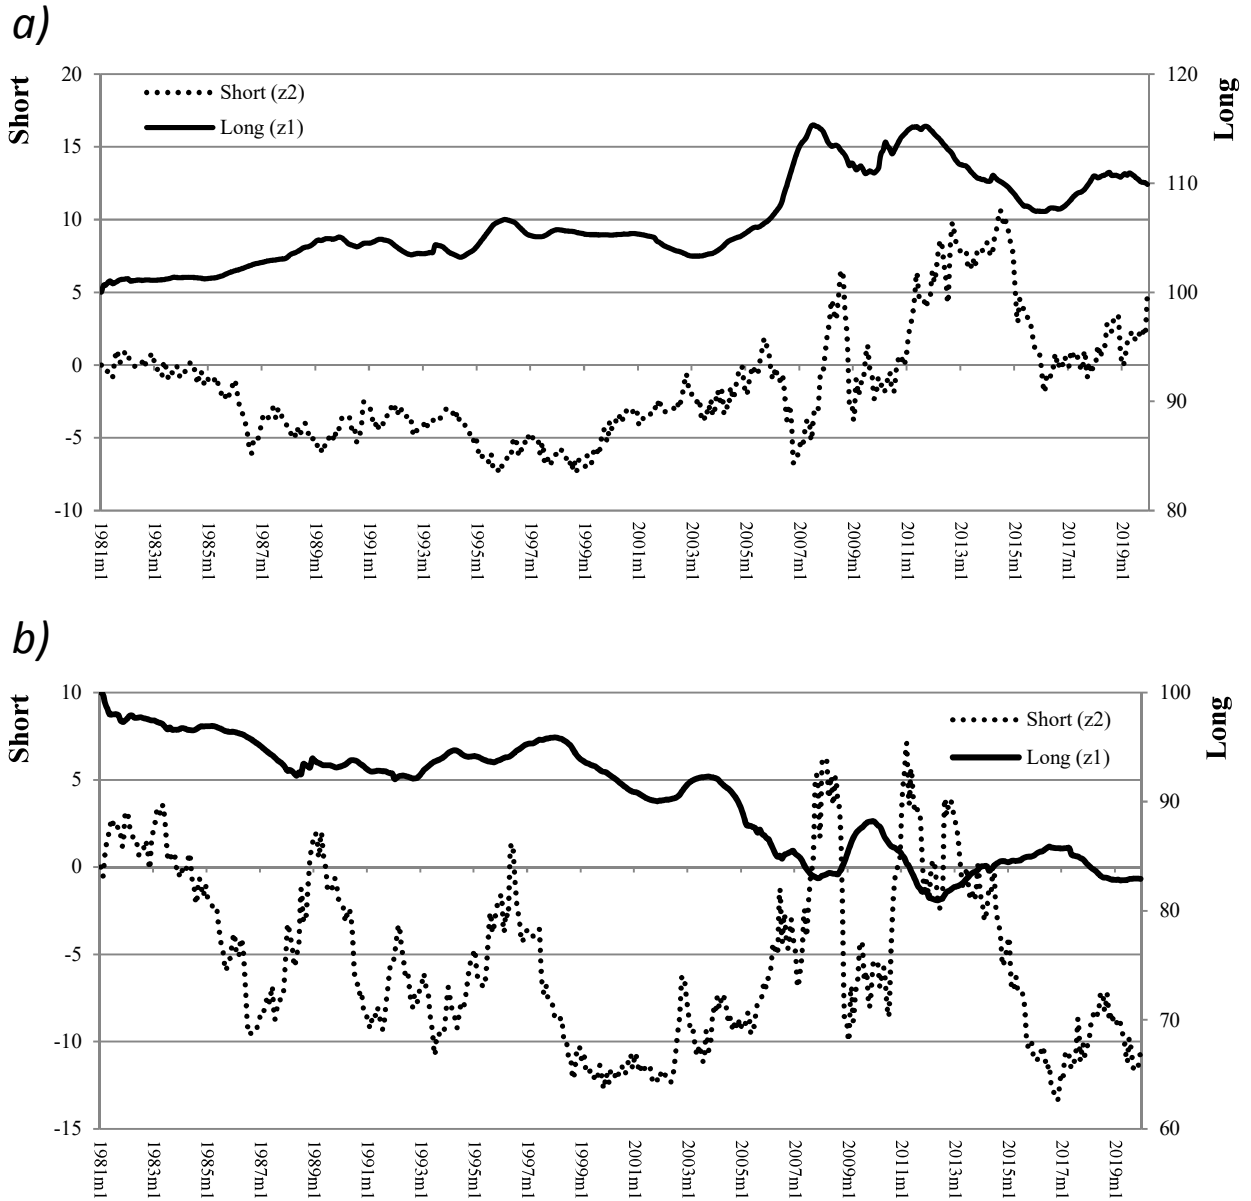 a)
Short
Long
20
15
10
5
0
-5
-10
120
110
100
90
80
Short (z2)
Long (z1)
1981m1
1983m1
1985m1
1987m1
1989m1
1991m1
1993m1
1995m1
1997m1
1999m1
2001m1
2003m1
2005m1
2007m1
2009m1
2011m1
2013m1
2015m1
2017m1
2019m1
b)
Short
Long
10
5
0
-5
-10
-15
100
90
80
70
60
Short (z2)
Long (z1)
1981m1
1983m1
1985m1
1987m1
1989m1
1991m1
1993m1
1995m1
1997m1
1999m1
2001m1
2003m1
2005m1
2007m1
2009m1
2011m1
2013m1
2015m1
2017m1
2019m1